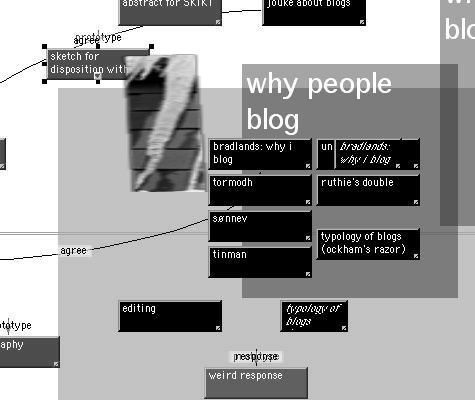 abstract for SKIKT
jouke about blogs
prototype
agree
sketch for
disposition with
why people
blog
blo
bradlands: why i
blog
un
bradlands:
why i blog
tormodh
ruthie's double
sønnev
typology of blogs
(ockham's razor)
tinman
agree
editing
typology of
blogs
ototype
aphy
weird response